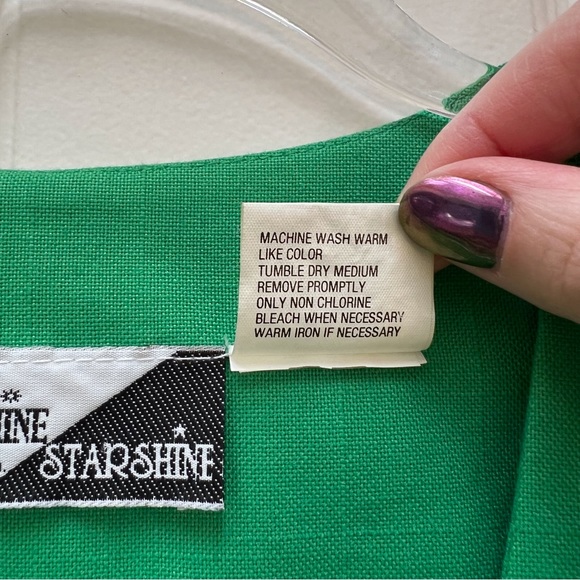 MACHINE WASH WARM
LIKE COLOR
TUMBLE DRY MEDIUM
REMOVE PROMPTLY
ONLY NON CHLORINE
BLEACH WHEN NECESSARY
WARM IRON IF NECESSARY
STARSHINE